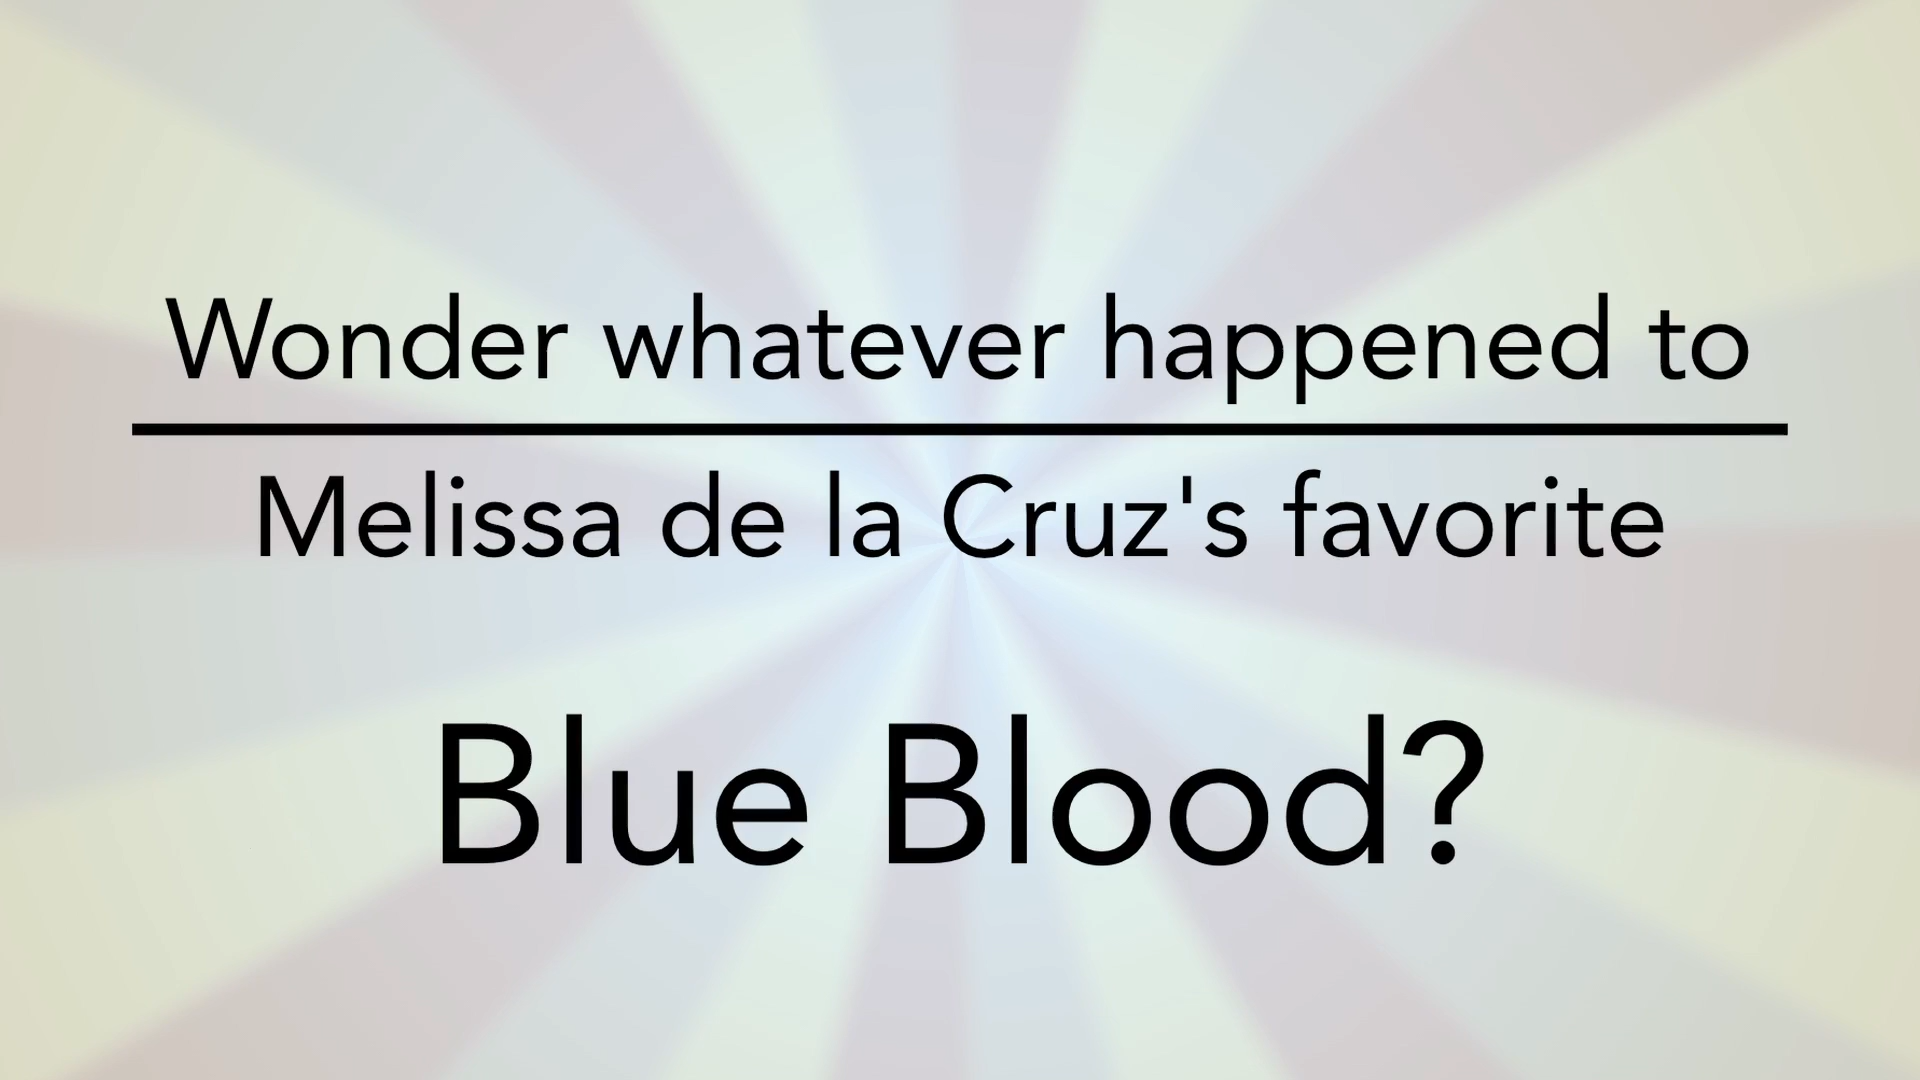 Wonder whatever happened to
Melissa de la Cruz's favorite
Blue Blood?